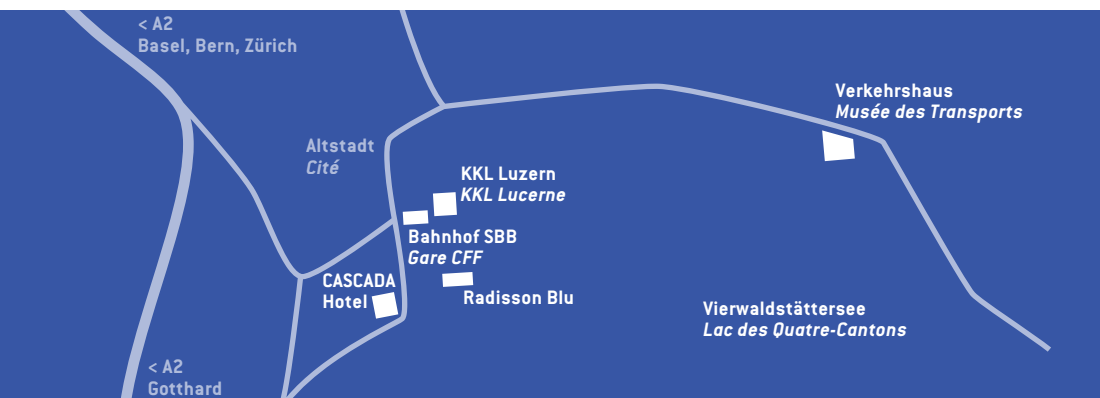 < A2
Basel, Bern, Zürich
Verkehrshaus
Musée des Transports
Altstadt
Cité
KKL Luzern
KKL Lucerne
Bahnhof SBB
Gare CFF
CASCADA
Hotel
Radisson Blu
Vierwaldstättersee
Lac des Quatre-Cantons
< A2
Gotthard